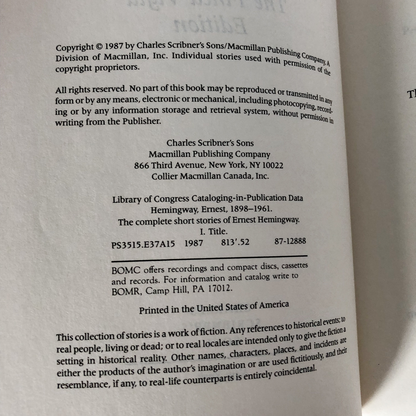 Copyright © 1987 by Charles Scribner's Sons/Macmillan Publishing Company, A
Division of Macmillan, Inc. Individual stories used with permission of the
copyright proprietors.
All rights reserved. No part of this book may be reproduced or transmitted in any
form or by any means, electronic or mechanical, including photocopying, record-
ing or by any information storage and retrieval system, without permission in
writing from the Publisher.
Charles Scribner's Sons
Macmillan Publishing Company
866 Third Avenue, New York, NY 10022
Collier Macmillan Canada, Inc.
Library of Congress Cataloging-in-Publication Data
Hemingway, Ernest, 1898–1961.
The complete short stories of Ernest Hemingway.
I. Title.
PS3515.E37A15 1987 813'.52 87-12888
BOMC offers recordings and compact discs, cassettes
and records. For information and catalog write to
BOMR, Camp Hill, PA 17012.
Printed in the United States of America
This collection of stories is a work of fiction. Any references to historical events; to
real people, living or dead; or to real locales are intended only to give the fiction a
setting in historical reality. Other names, characters, places, and incidents are
either the products of the author's imagination or are used fictitiously, and their
resemblance, if any, to real-life counterparts is entirely coincidental.